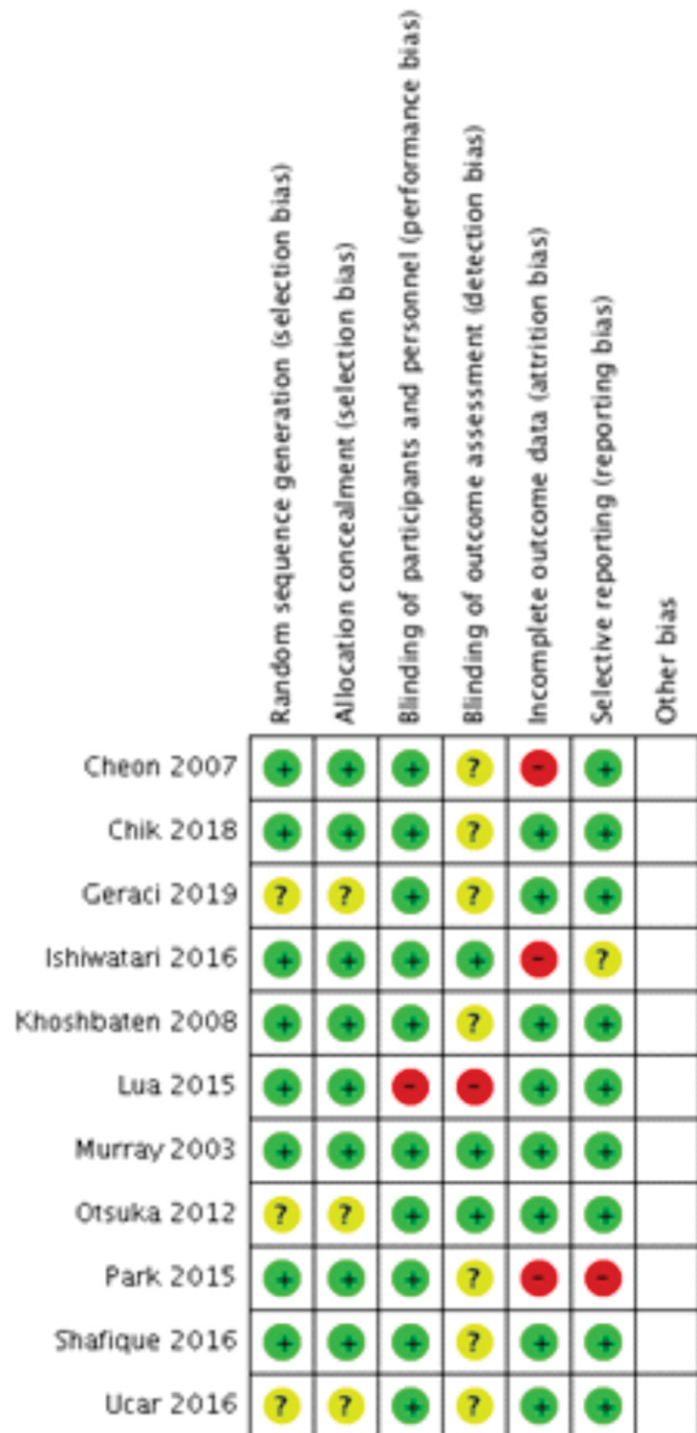 Random sequence generation (selection bias)
Allocation concealment (selection bias)
Blinding of participants and personnel (performance bias)
Blinding of outcome assessment (detection bias)
Incomplete outcome data (attrition bias)
Selective reporting (reporting bias)
Other bias
Cheon 2007 + + + ? - +
Chik 2018 + + + ? + +
Geraci 2019 ? ? + ? + +
Ishiwatari 2016 + + + + - ?
Khoshbaten 2008 + + + ? + +
Lua 2015 + + - - + +
Murray 2003 + + + + + +
Otsuka 2012 ? ? + + + +
Park 2015 + + + ? - -
Shafique 2016 + + + ? + +
Ucar 2016 ? ? + ? + +